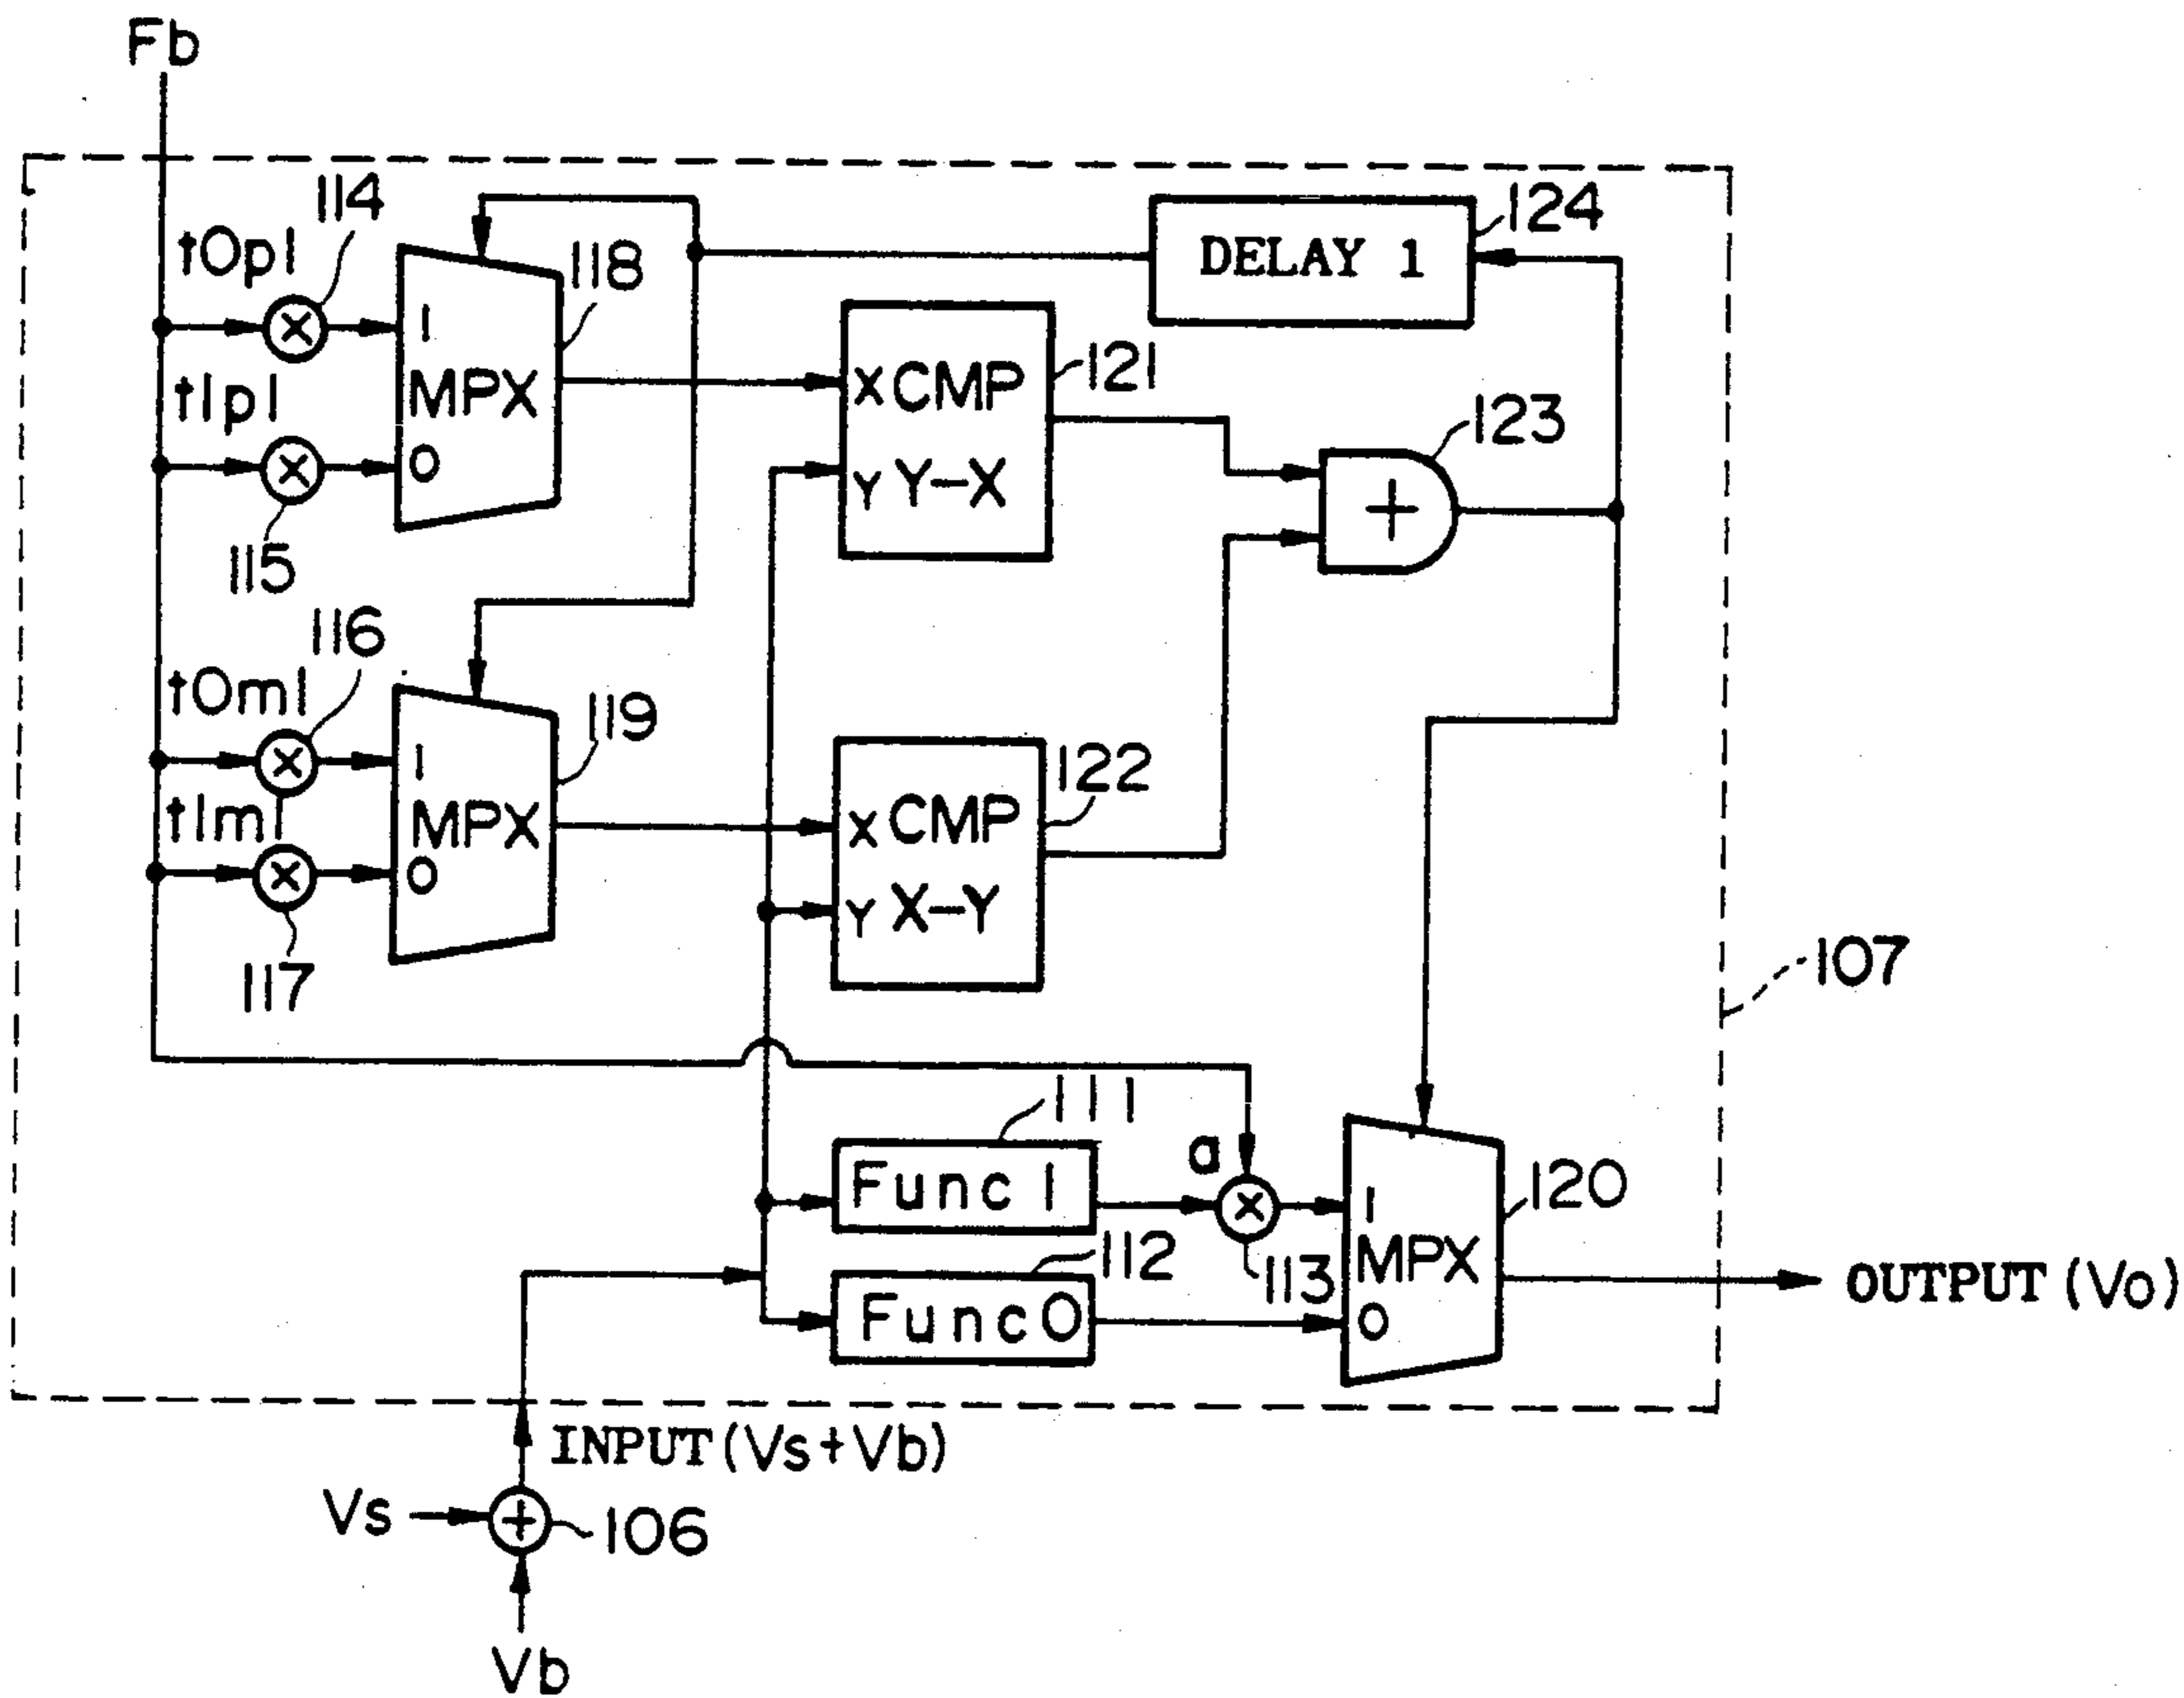 Fb
114
t0p1
118
124
DELAY 1
1
MPX
0
t1p1
115
X CMP
Y Y-X
121
123
+
116
t0m1
119
1
MPX
0
t1m1
117
X CMP
Y X-Y
122
107
111
Func 1
a
113
112
Func 0
1
MPX
0
120
OUTPUT (Vo)
INPUT (Vs+Vb)
Vs
+
106
Vb